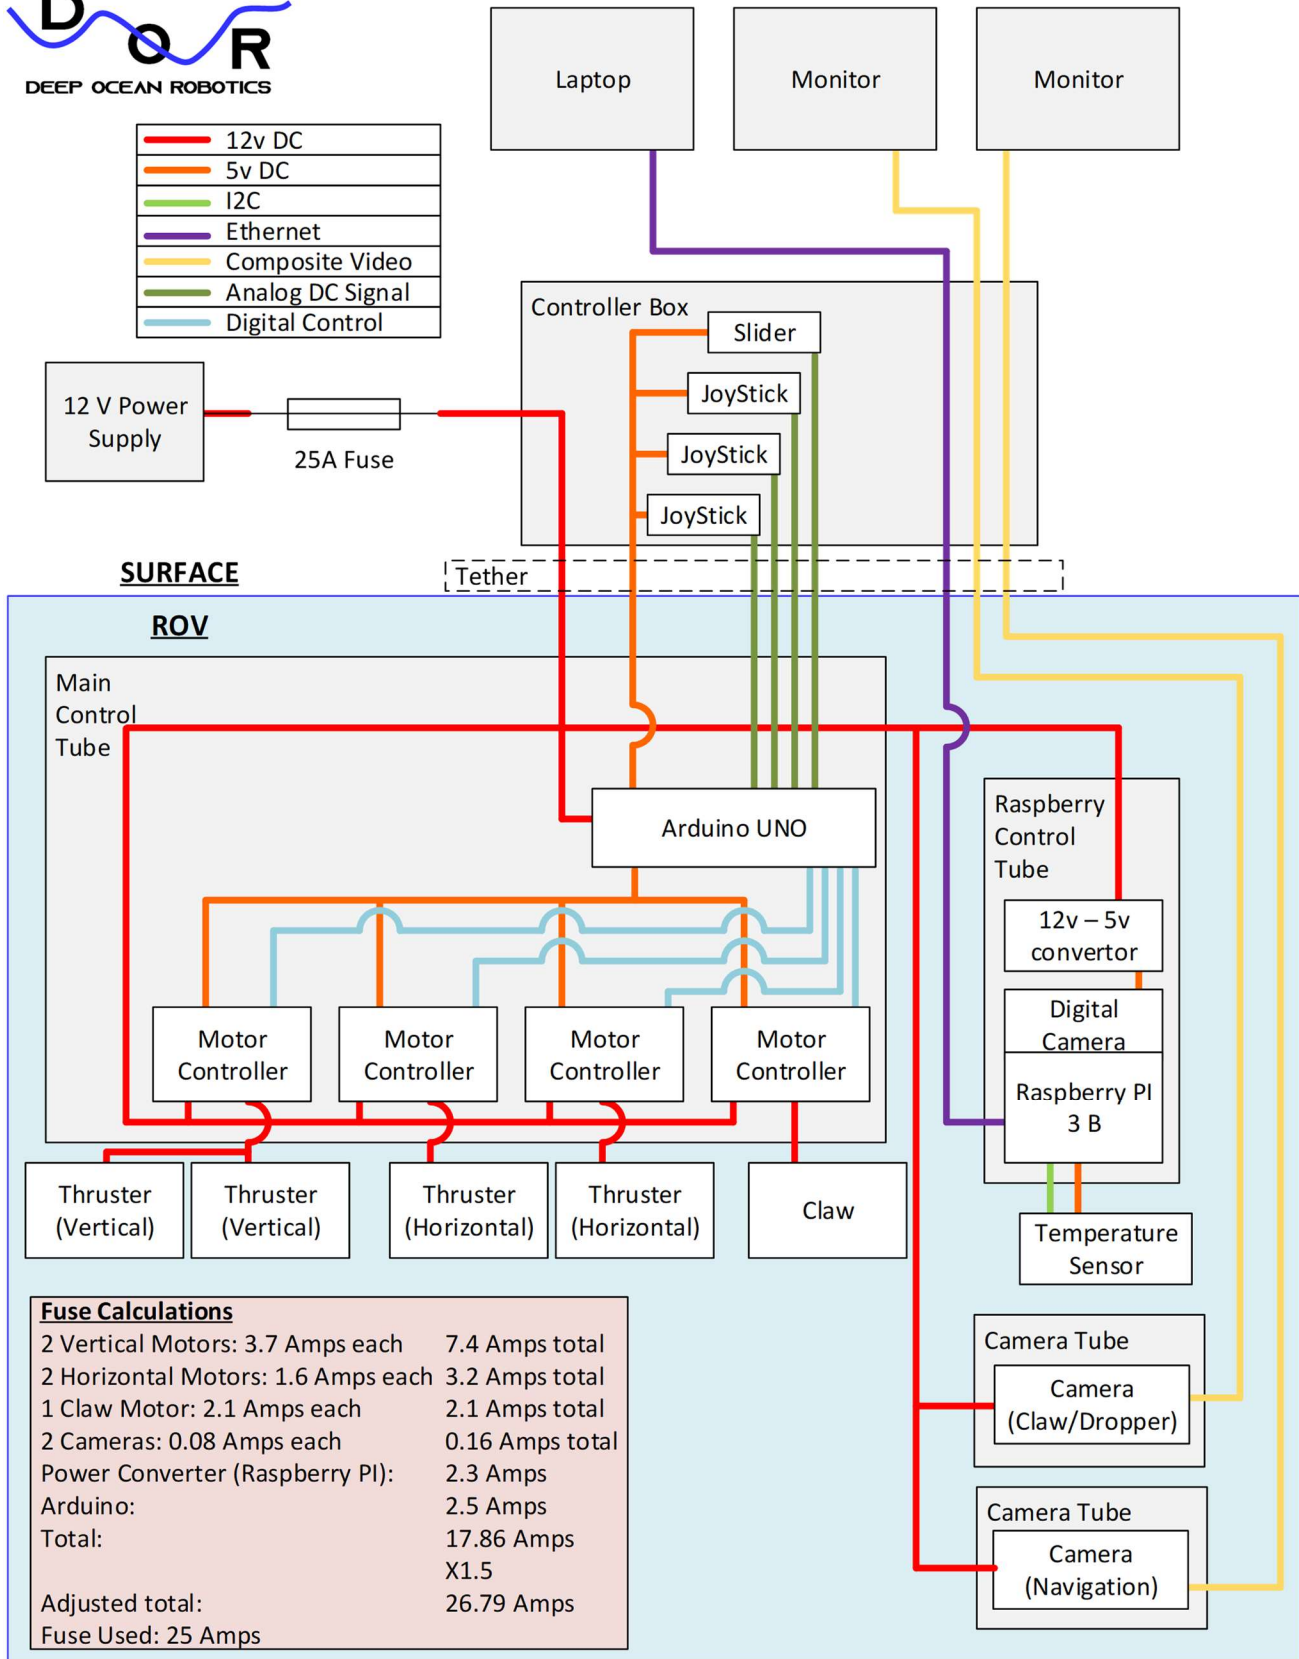 DOR
DEEP OCEAN ROBOTICS
Laptop
Monitor
Monitor
12v DC
5v DC
I2C
Ethernet
Composite Video
Analog DC Signal
Digital Control
Controller Box
Slider
JoyStick
JoyStick
JoyStick
12 V Power
Supply
25A Fuse
SURFACE
Tether
ROV
Main
Control
Tube
Arduino UNO
Raspberry
Control
Tube
12v – 5v
convertor
Digital
Camera
Raspberry PI
3 B
Motor
Controller
Motor
Controller
Motor
Controller
Motor
Controller
Thruster
(Vertical)
Thruster
(Vertical)
Thruster
(Horizontal)
Thruster
(Horizontal)
Claw
Temperature
Sensor
Camera Tube
Camera
(Claw/Dropper)
Camera Tube
Camera
(Navigation)
Fuse Calculations
2 Vertical Motors: 3.7 Amps each 7.4 Amps total
2 Horizontal Motors: 1.6 Amps each 3.2 Amps total
1 Claw Motor: 2.1 Amps each 2.1 Amps total
2 Cameras: 0.08 Amps each 0.16 Amps total
Power Converter (Raspberry PI): 2.3 Amps
Arduino: 2.5 Amps
Total: 17.86 Amps
X1.5
Adjusted total: 26.79 Amps
Fuse Used: 25 Amps